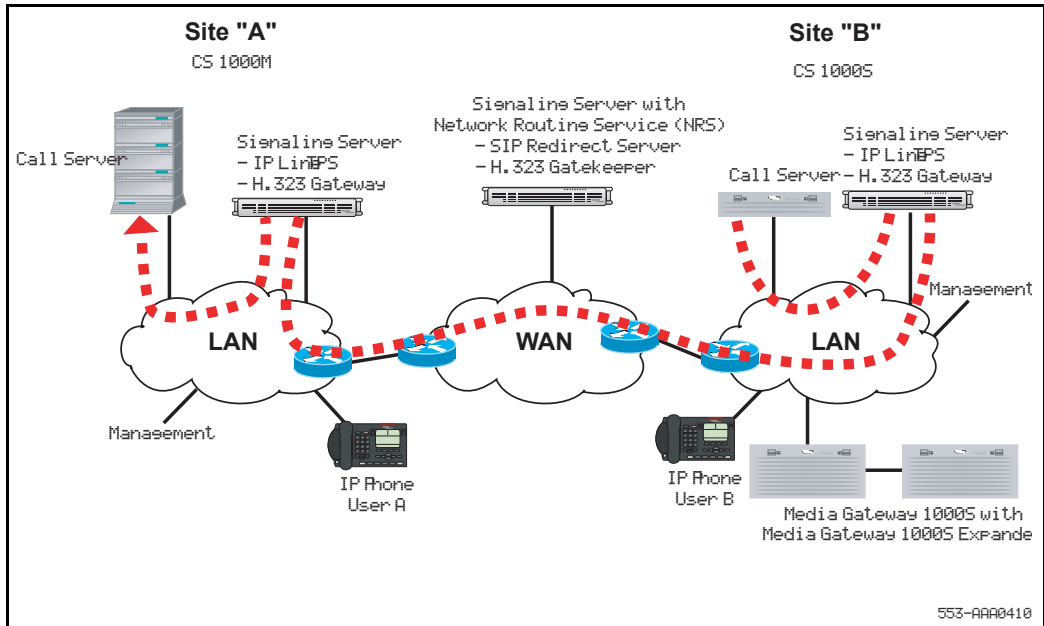 Site "A"
CS 1000M
Site "B"
CS 1000S
Signaling Server with
Network Routing Service (NRS)
- SIP Redirect Server
- H.323 Gatekeeper
Call Server
Signaling Server
- IP Line TPS
- H.323 Gateway
Call Server
Signaling Server
- IP Line TPS
- H.323 Gateway
Management
LAN
WAN
LAN
Management
IP Phone
User A
IP Phone
User B
Media Gateway 1000S with
Media Gateway 1000S Expande
553-AAA0410